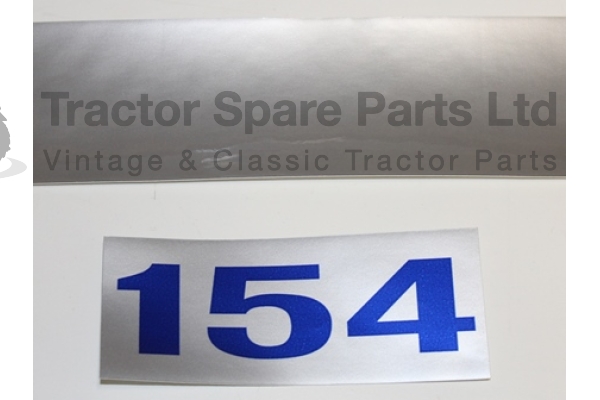 Tractor Spare Parts Ltd
Vintage & Classic Tractor Parts
154